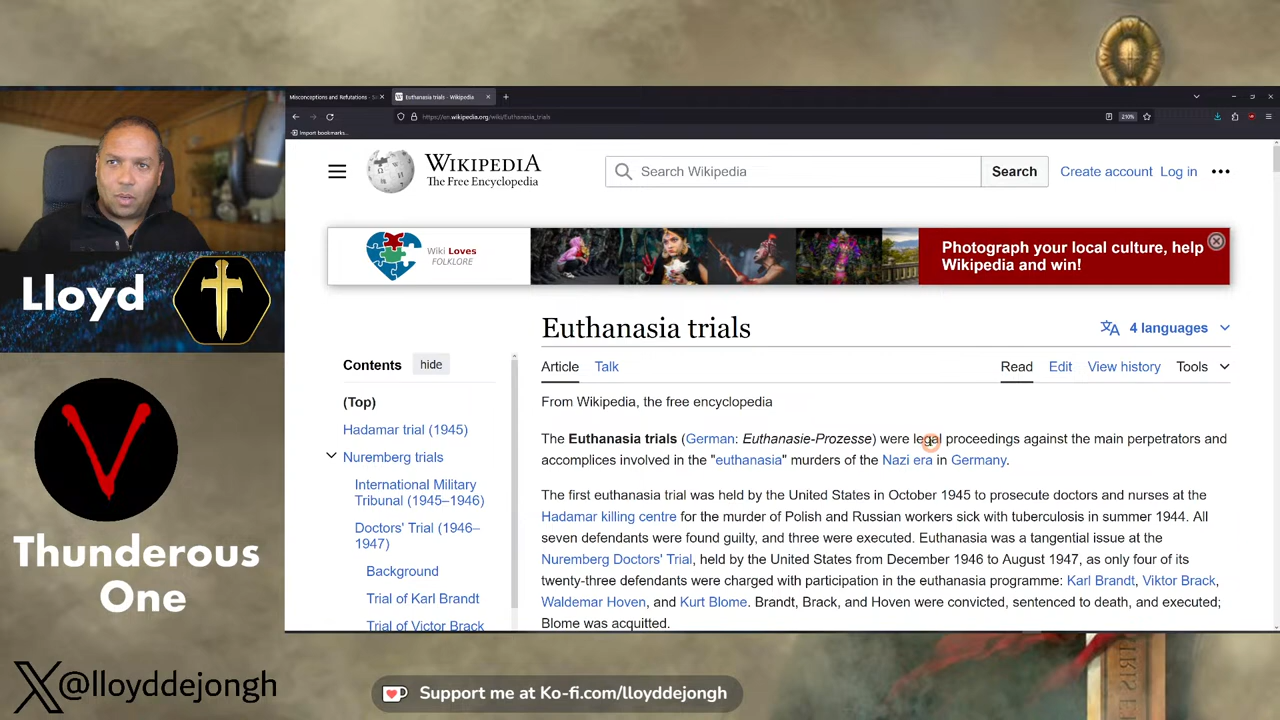 Misconceptions and Refutations
Euthanasia trials - Wikipedia
https://en.wikipedia.org/wiki/Euthanasia_trials
210%
Import bookmarks...
WIKIPEDIA
The Free Encyclopedia
Search Wikipedia
Search
Create account
Log in
Wiki Loves
FOLKLORE
Photograph your local culture, help
Wikipedia and win!
Euthanasia trials
4 languages
Contents
hide
Article
Talk
Read
Edit
View history
Tools
(Top)
Hadamar trial (1945)
Nuremberg trials
International Military
Tribunal (1945–1946)
Doctors' Trial (1946–
1947)
Background
Trial of Karl Brandt
Trial of Victor Brack
From Wikipedia, the free encyclopedia
The Euthanasia trials (German: Euthanasie-Prozesse) were legal proceedings against the main perpetrators and
accomplices involved in the "euthanasia" murders of the Nazi era in Germany.
The first euthanasia trial was held by the United States in October 1945 to prosecute doctors and nurses at the
Hadamar killing centre for the murder of Polish and Russian workers sick with tuberculosis in summer 1944. All
seven defendants were found guilty, and three were executed. Euthanasia was a tangential issue at the
Nuremberg Doctors' Trial, held by the United States from December 1946 to August 1947, as only four of its
twenty-three defendants were charged with participation in the euthanasia programme: Karl Brandt, Viktor Brack,
Waldemar Hoven, and Kurt Blome. Brandt, Brack, and Hoven were convicted, sentenced to death, and executed;
Blome was acquitted.
Lloyd
V
Thunderous
One
X@lloyddejongh
Support me at Ko-fi.com/lloyddejongh